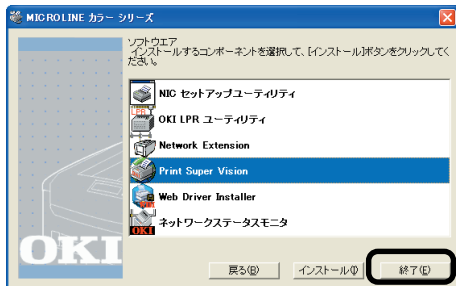 MICROLINE カラー シリーズ
ソフトウエア
インストールするコンポーネントを選択して、[インストール]ボタンをクリックしてく
ださい。
NIC セットアップユーティリティ
LPR
OKI LPR ユーティリティ
Network Extension
Print Super Vision
Web Driver Installer
OKI
ネットワークステータスモニタ
OKI
戻る(B)
インストール(I)
終了(E)